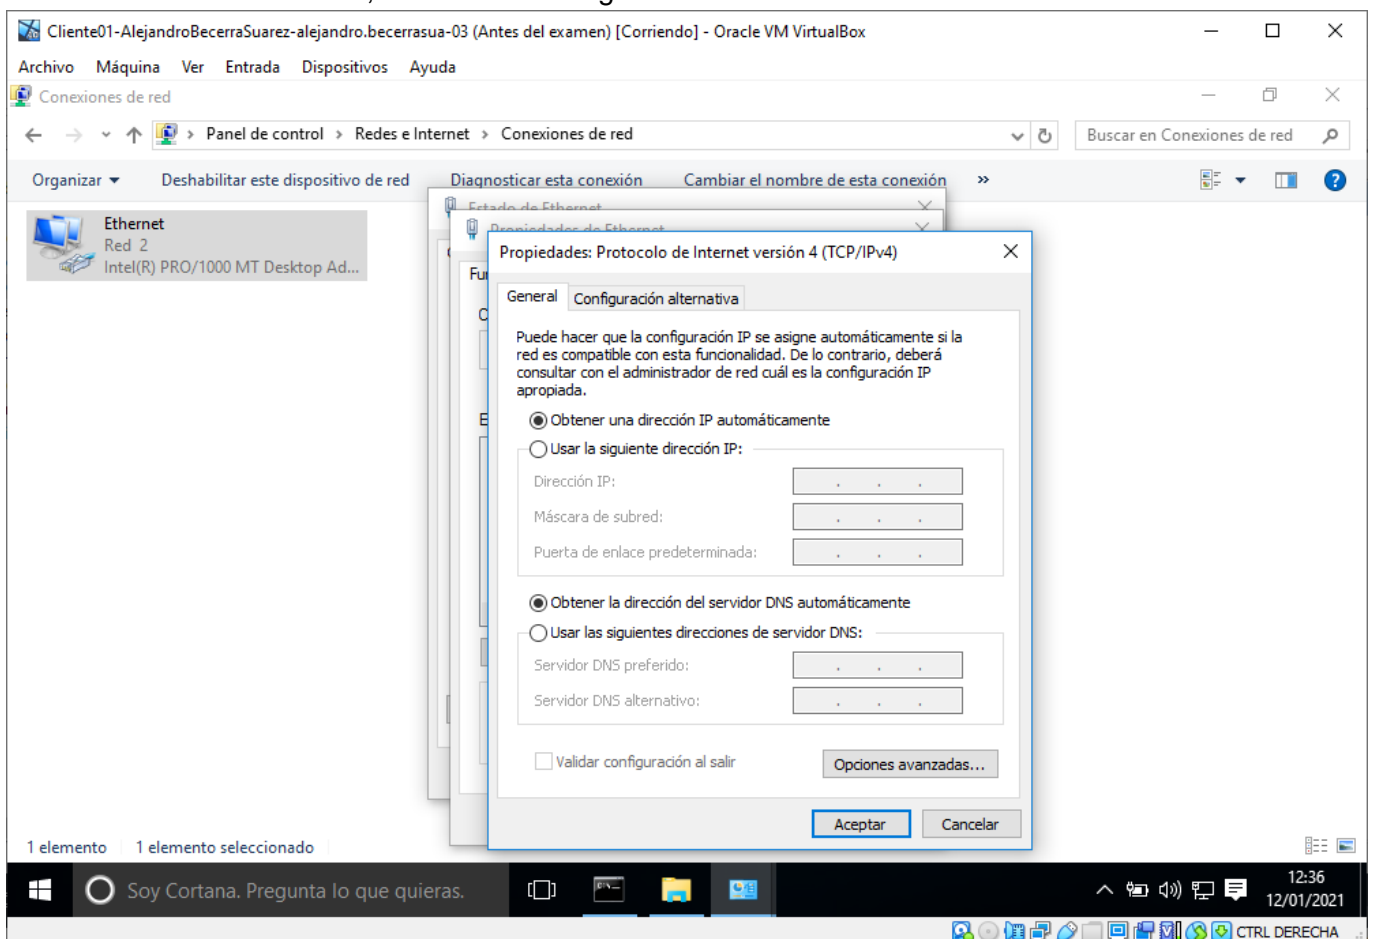 Cliente01-AlejandroBecerraSuarez-alejandro.becerrasua-03 (Antes del examen) [Corriendo] - Oracle VM VirtualBox
Archivo Máquina Ver Entrada Dispositivos Ayuda
Conexiones de red
Panel de control > Redes e Internet > Conexiones de red
Buscar en Conexiones de red
Organizar Deshabilitar este dispositivo de red Diagnosticar esta conexión Cambiar el nombre de esta conexión »
Ethernet
Red 2
Intel(R) PRO/1000 MT Desktop Ad...
Estado de Ethernet
Propiedades de Ethernet
Propiedades: Protocolo de Internet versión 4 (TCP/IPv4)
General Configuración alternativa
Puede hacer que la configuración IP se asigne automáticamente si la
red es compatible con esta funcionalidad. De lo contrario, deberá
consultar con el administrador de red cuál es la configuración IP
apropiada.
Obtener una dirección IP automáticamente
Usar la siguiente dirección IP:
Dirección IP:
Máscara de subred:
Puerta de enlace predeterminada:
Obtener la dirección del servidor DNS automáticamente
Usar las siguientes direcciones de servidor DNS:
Servidor DNS preferido:
Servidor DNS alternativo:
Validar configuración al salir
Opciones avanzadas...
Aceptar Cancelar
1 elemento 1 elemento seleccionado
Soy Cortana. Pregunta lo que quieras.
12:36
12/01/2021
CTRL DERECHA